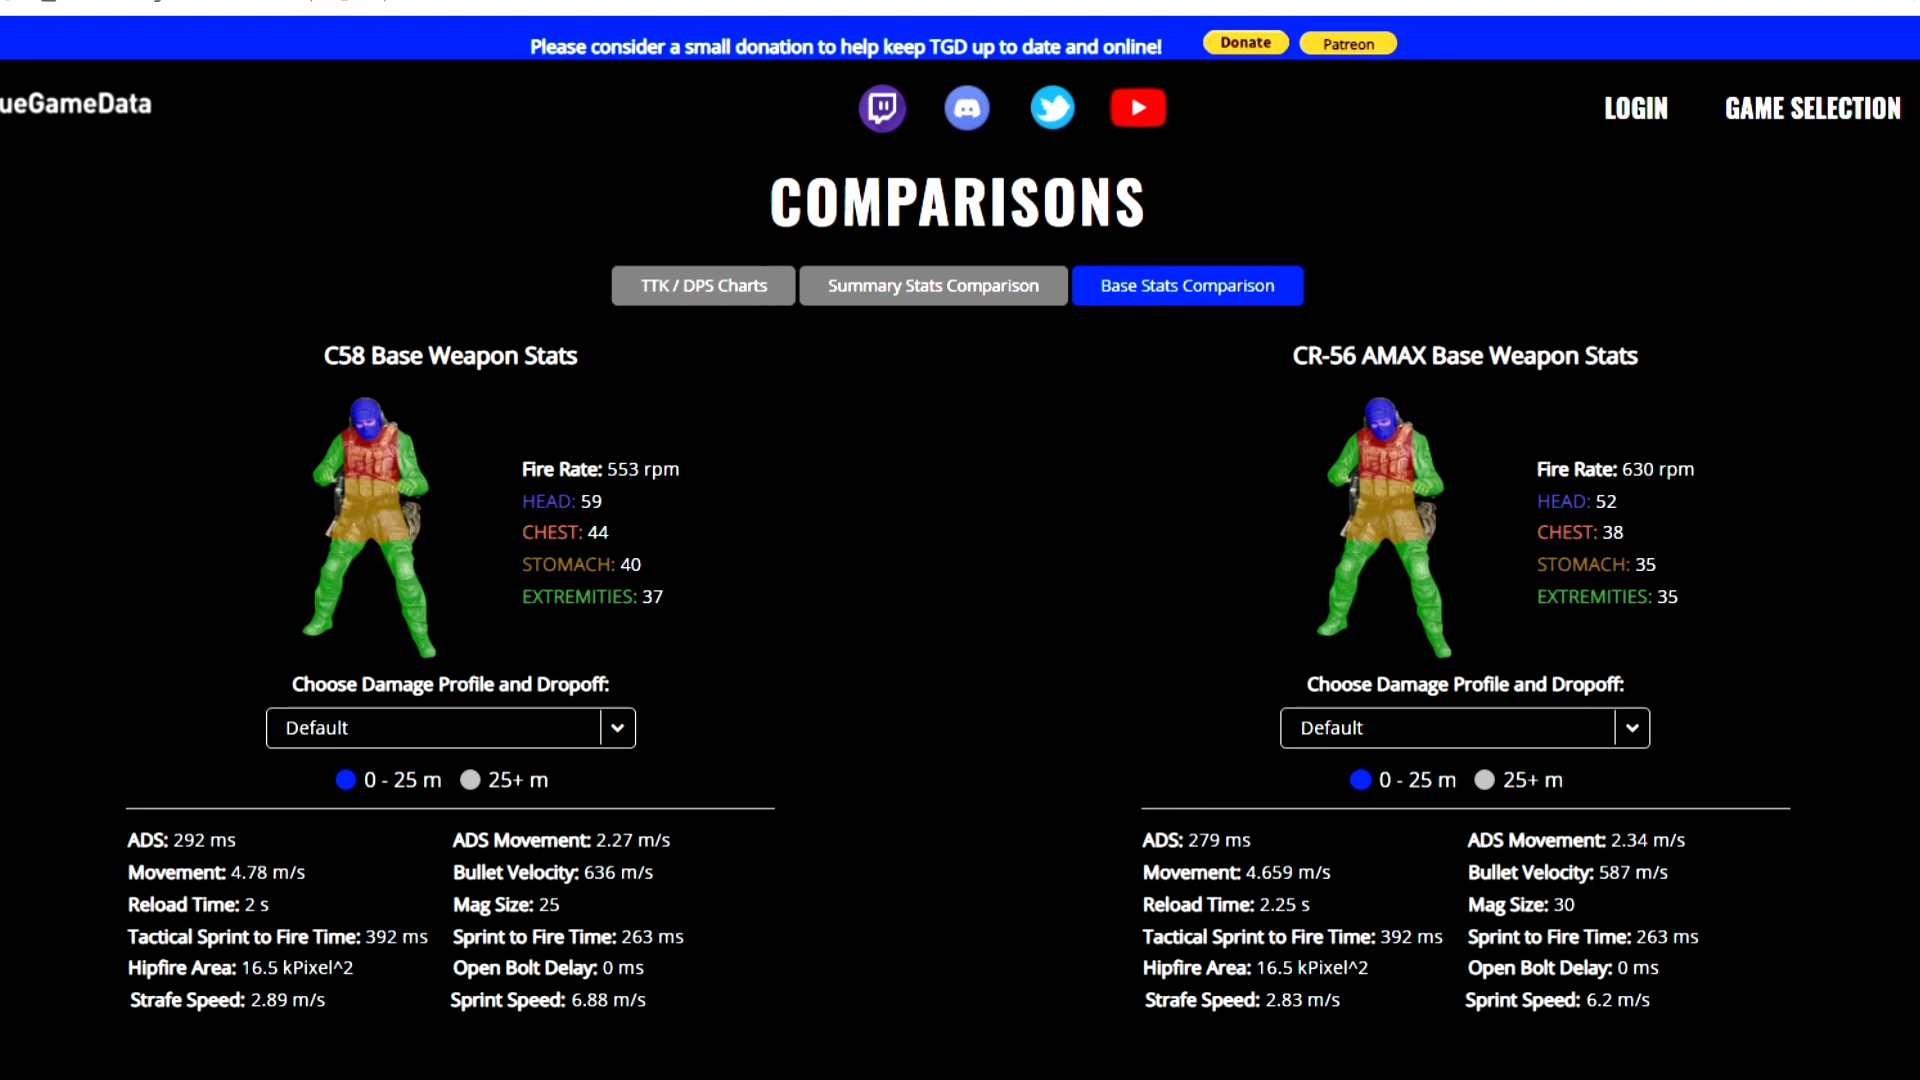 Please consider a small donation to help keep TGD up to date and online! Donate Patreon
ueGameData
LOGIN GAME SELECTION
COMPARISONS
TTK / DPS Charts Summary Stats Comparison Base Stats Comparison
C58 Base Weapon Stats
Fire Rate: 553 rpm
HEAD: 59
CHEST: 44
STOMACH: 40
EXTREMITIES: 37
Choose Damage Profile and Dropoff:
Default
0 - 25 m 25+ m
ADS: 292 ms ADS Movement: 2.27 m/s
Movement: 4.78 m/s Bullet Velocity: 636 m/s
Reload Time: 2 s Mag Size: 25
Tactical Sprint to Fire Time: 392 ms Sprint to Fire Time: 263 ms
Hipfire Area: 16.5 kPixel^2 Open Bolt Delay: 0 ms
Strafe Speed: 2.89 m/s Sprint Speed: 6.88 m/s
CR-56 AMAX Base Weapon Stats
Fire Rate: 630 rpm
HEAD: 52
CHEST: 38
STOMACH: 35
EXTREMITIES: 35
Choose Damage Profile and Dropoff:
Default
0 - 25 m 25+ m
ADS: 279 ms ADS Movement: 2.34 m/s
Movement: 4.659 m/s Bullet Velocity: 587 m/s
Reload Time: 2.25 s Mag Size: 30
Tactical Sprint to Fire Time: 392 ms Sprint to Fire Time: 263 ms
Hipfire Area: 16.5 kPixel^2 Open Bolt Delay: 0 ms
Strafe Speed: 2.83 m/s Sprint Speed: 6.2 m/s